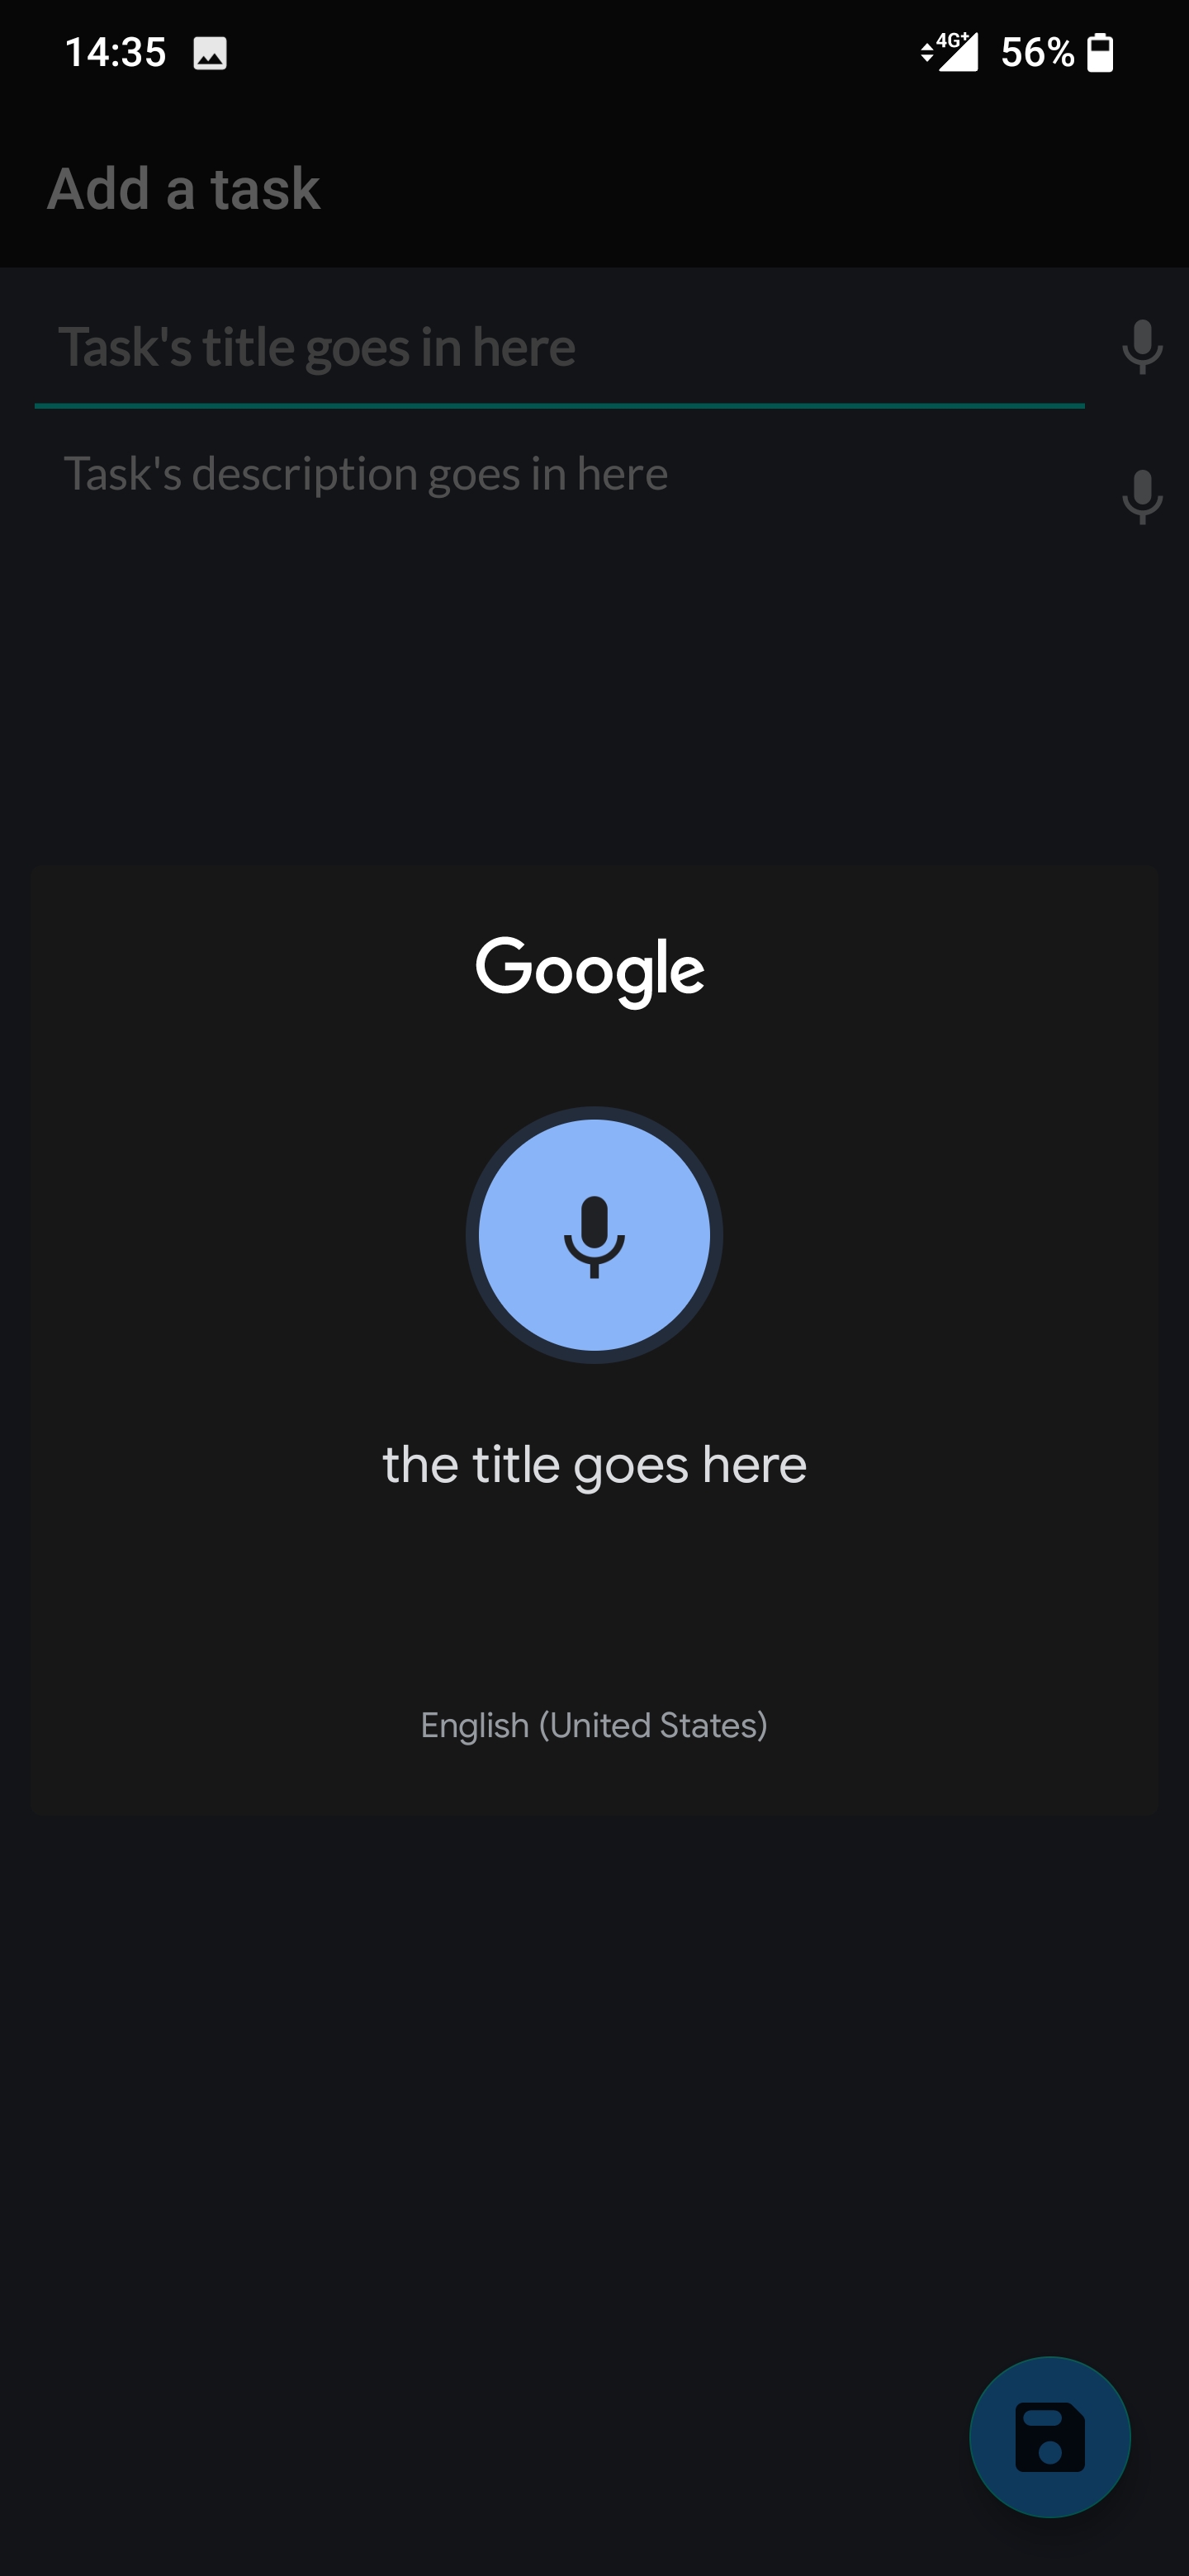 14:35
4G+
56%
Add a task
Task's title goes in here
Task's description goes in here
Google
the title goes here
English (United States)